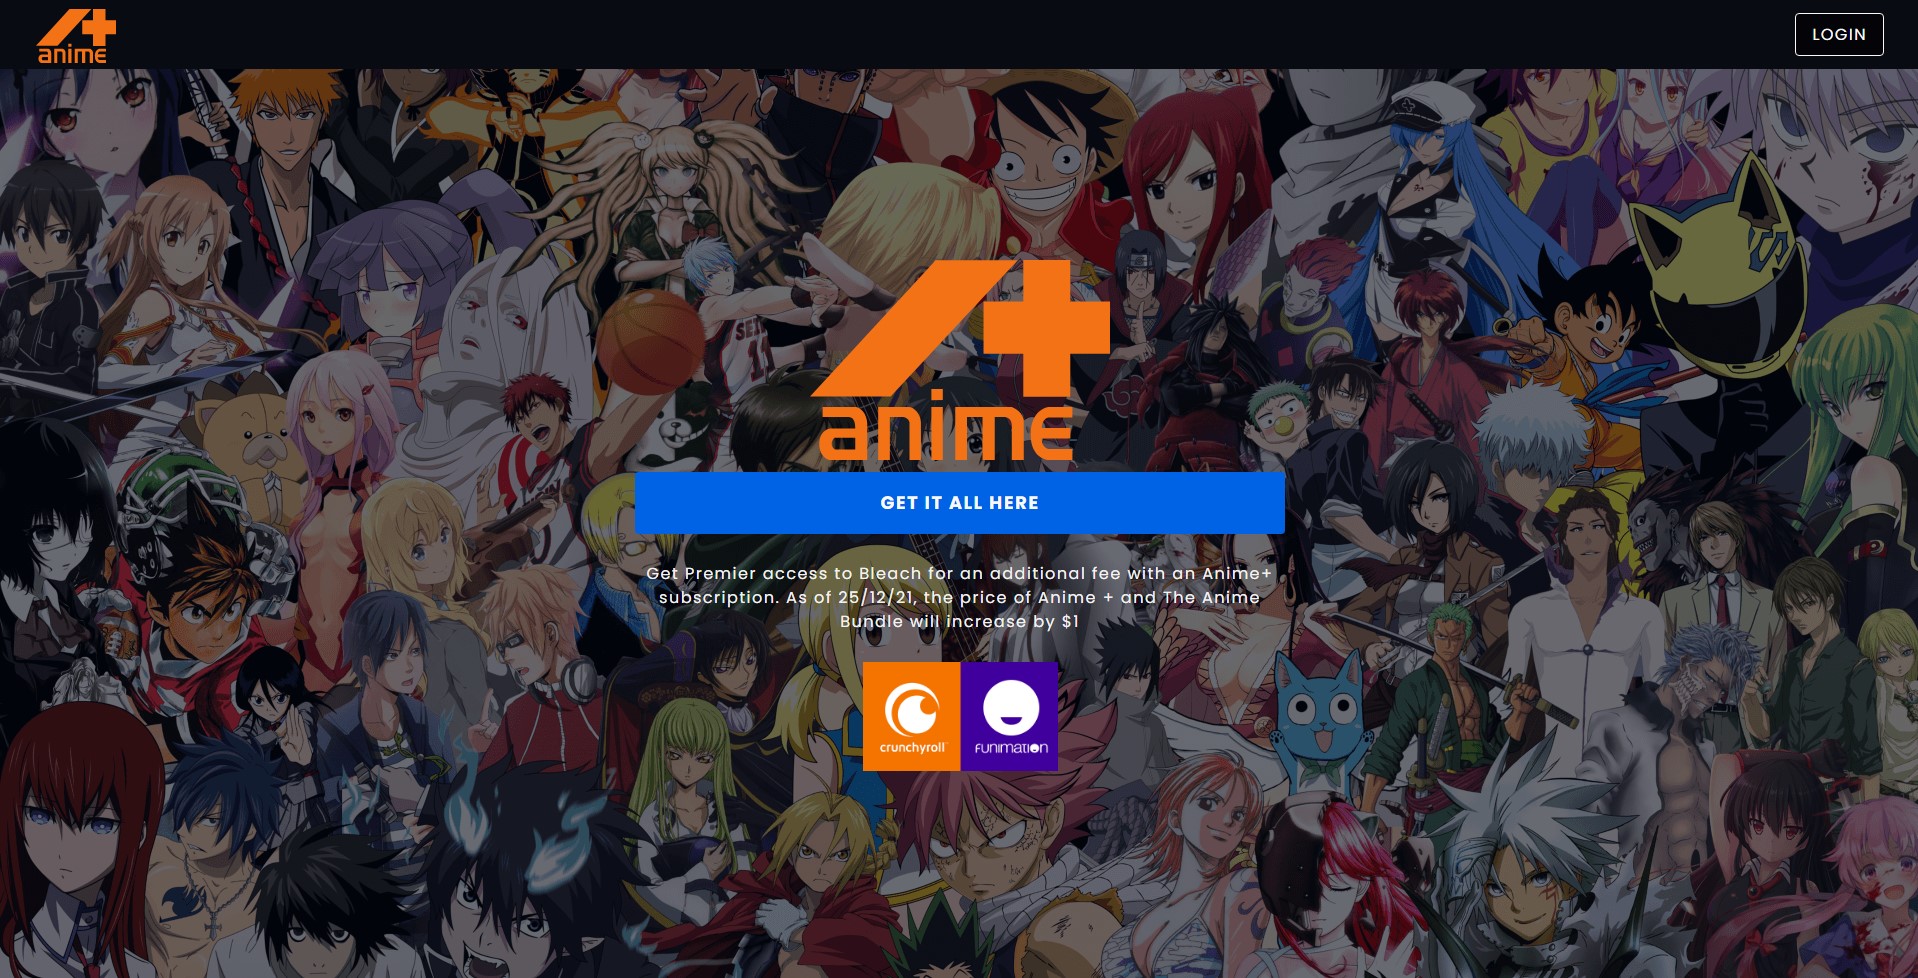 anime
LOGIN
anime
GET IT ALL HERE
Get Premier access to Bleach for an additional fee with an Anime+
subscription. As of 25/12/21, the price of Anime + and The Anime
Bundle will increase by $1
crunchyroll
FUNIMATION